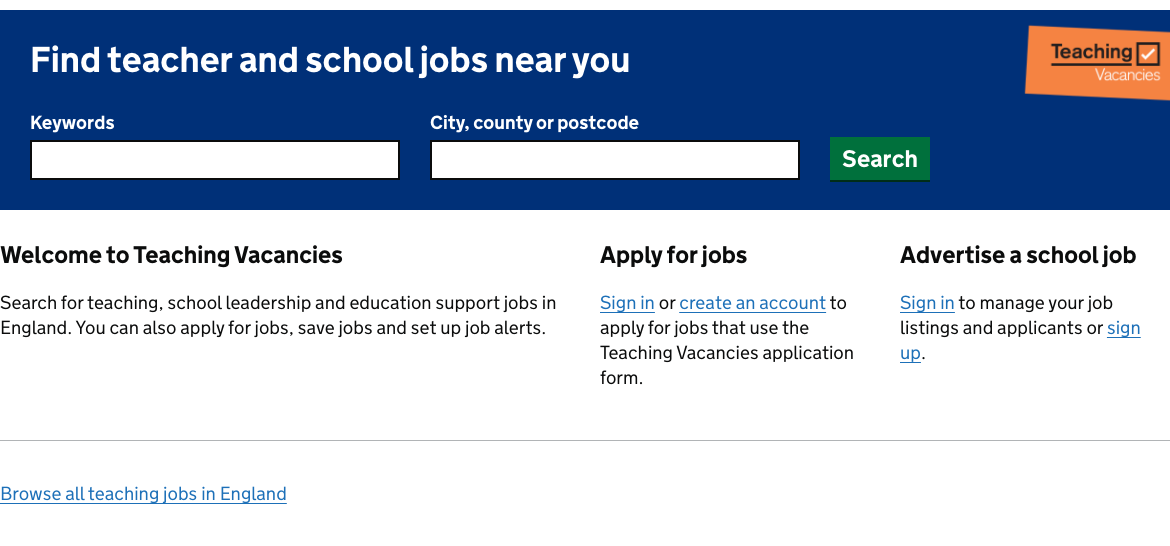 Find teacher and school jobs near you
Teaching
Vacancies
Keywords
City, county or postcode
Search
Welcome to Teaching Vacancies
Search for teaching, school leadership and education support jobs in
England. You can also apply for jobs, save jobs and set up job alerts.
Apply for jobs
Sign in or create an account to
apply for jobs that use the
Teaching Vacancies application
form.
Advertise a school job
Sign in to manage your job
listings and applicants or sign
up.
Browse all teaching jobs in England